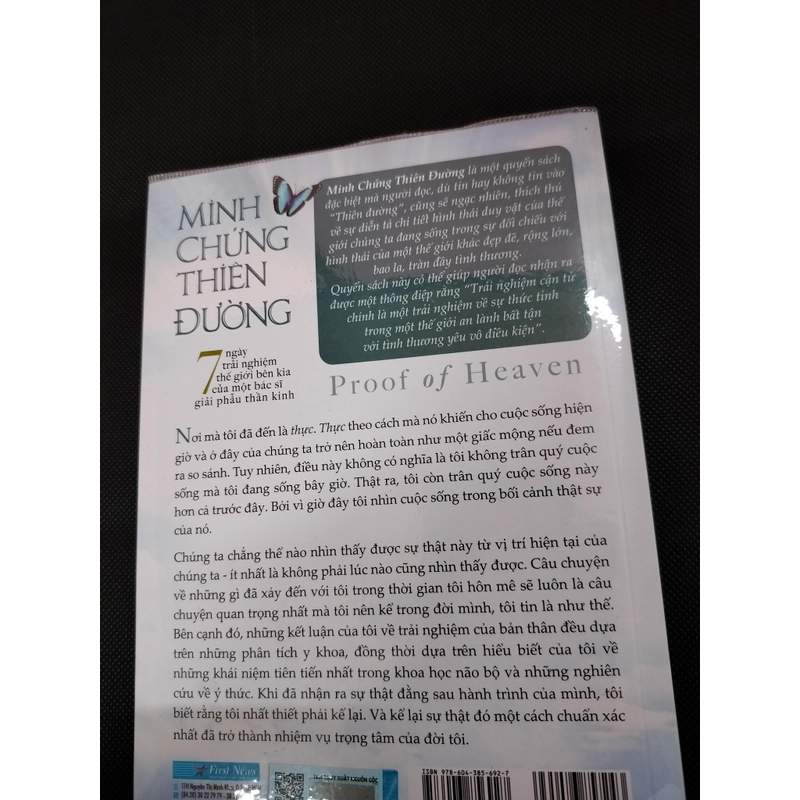 MINH
CHỨNG
THIÊN
ĐƯỜNG
7 ngày
trải nghiệm
thế giới bên kia
của một bác sĩ
giải phẫu thần kinh
Minh Chứng Thiên Đường là một quyển sách
đặc biệt mà người đọc, dù tin hay không tin vào
"Thiên đường", cũng sẽ ngạc nhiên, thích thú
về sự diễn tả chi tiết hình thái duy vật của thế
giới chúng ta đang sống trong sự đối chiếu với
hình thái của một thế giới khác đẹp đẽ, rộng lớn,
bao la, tràn đầy tình thương.
Quyển sách này có thể giúp người đọc nhận ra
được một thông điệp rằng "Trải nghiệm cận tử
chính là một trải nghiệm về sự thức tỉnh
trong một thế giới an lành bất tận
với tình thương yêu vô điều kiện".
Proof of Heaven
Nơi mà tôi đã đến là thực. Thực theo cách mà nó khiến cho cuộc sống hiện
giờ và ở đây của chúng ta trở nên hoàn toàn như một giấc mộng nếu đem
ra so sánh. Tuy nhiên, điều này không có nghĩa là tôi không trân quý cuộc
sống mà tôi đang sống bây giờ. Thật ra, tôi còn trân quý cuộc sống này
hơn cả trước đây. Bởi vì giờ đây tôi nhìn cuộc sống trong bối cảnh thật sự
của nó.
Chúng ta chẳng thể nào nhìn thấy được sự thật này từ vị trí hiện tại của
chúng ta - ít nhất là không phải lúc nào cũng nhìn thấy được. Câu chuyện
về những gì đã xảy đến với tôi trong thời gian tôi hôn mê sẽ luôn là câu
chuyện quan trọng nhất mà tôi nên kể trong đời mình, tôi tin là như thế.
Bên cạnh đó, những kết luận của tôi về trải nghiệm của bản thân đều dựa
trên những phân tích y khoa, đồng thời dựa trên hiểu biết của tôi về
những khái niệm tiên tiến nhất trong khoa học não bộ và những nghiên
cứu về ý thức. Khi đã nhận ra sự thật đằng sau hành trình của mình, tôi
biết rằng tôi nhất thiết phải kể lại. Và kể lại sự thật đó một cách chuẩn xác
nhất đã trở thành nhiệm vụ trọng tâm của đời tôi.
First News
11H Nguyễn Thị Minh Khai
(84.28) 38 22 79 79 - 38
TRUY XUẤT NGUỒN GỐC
ISBN 978-604-385-692-7